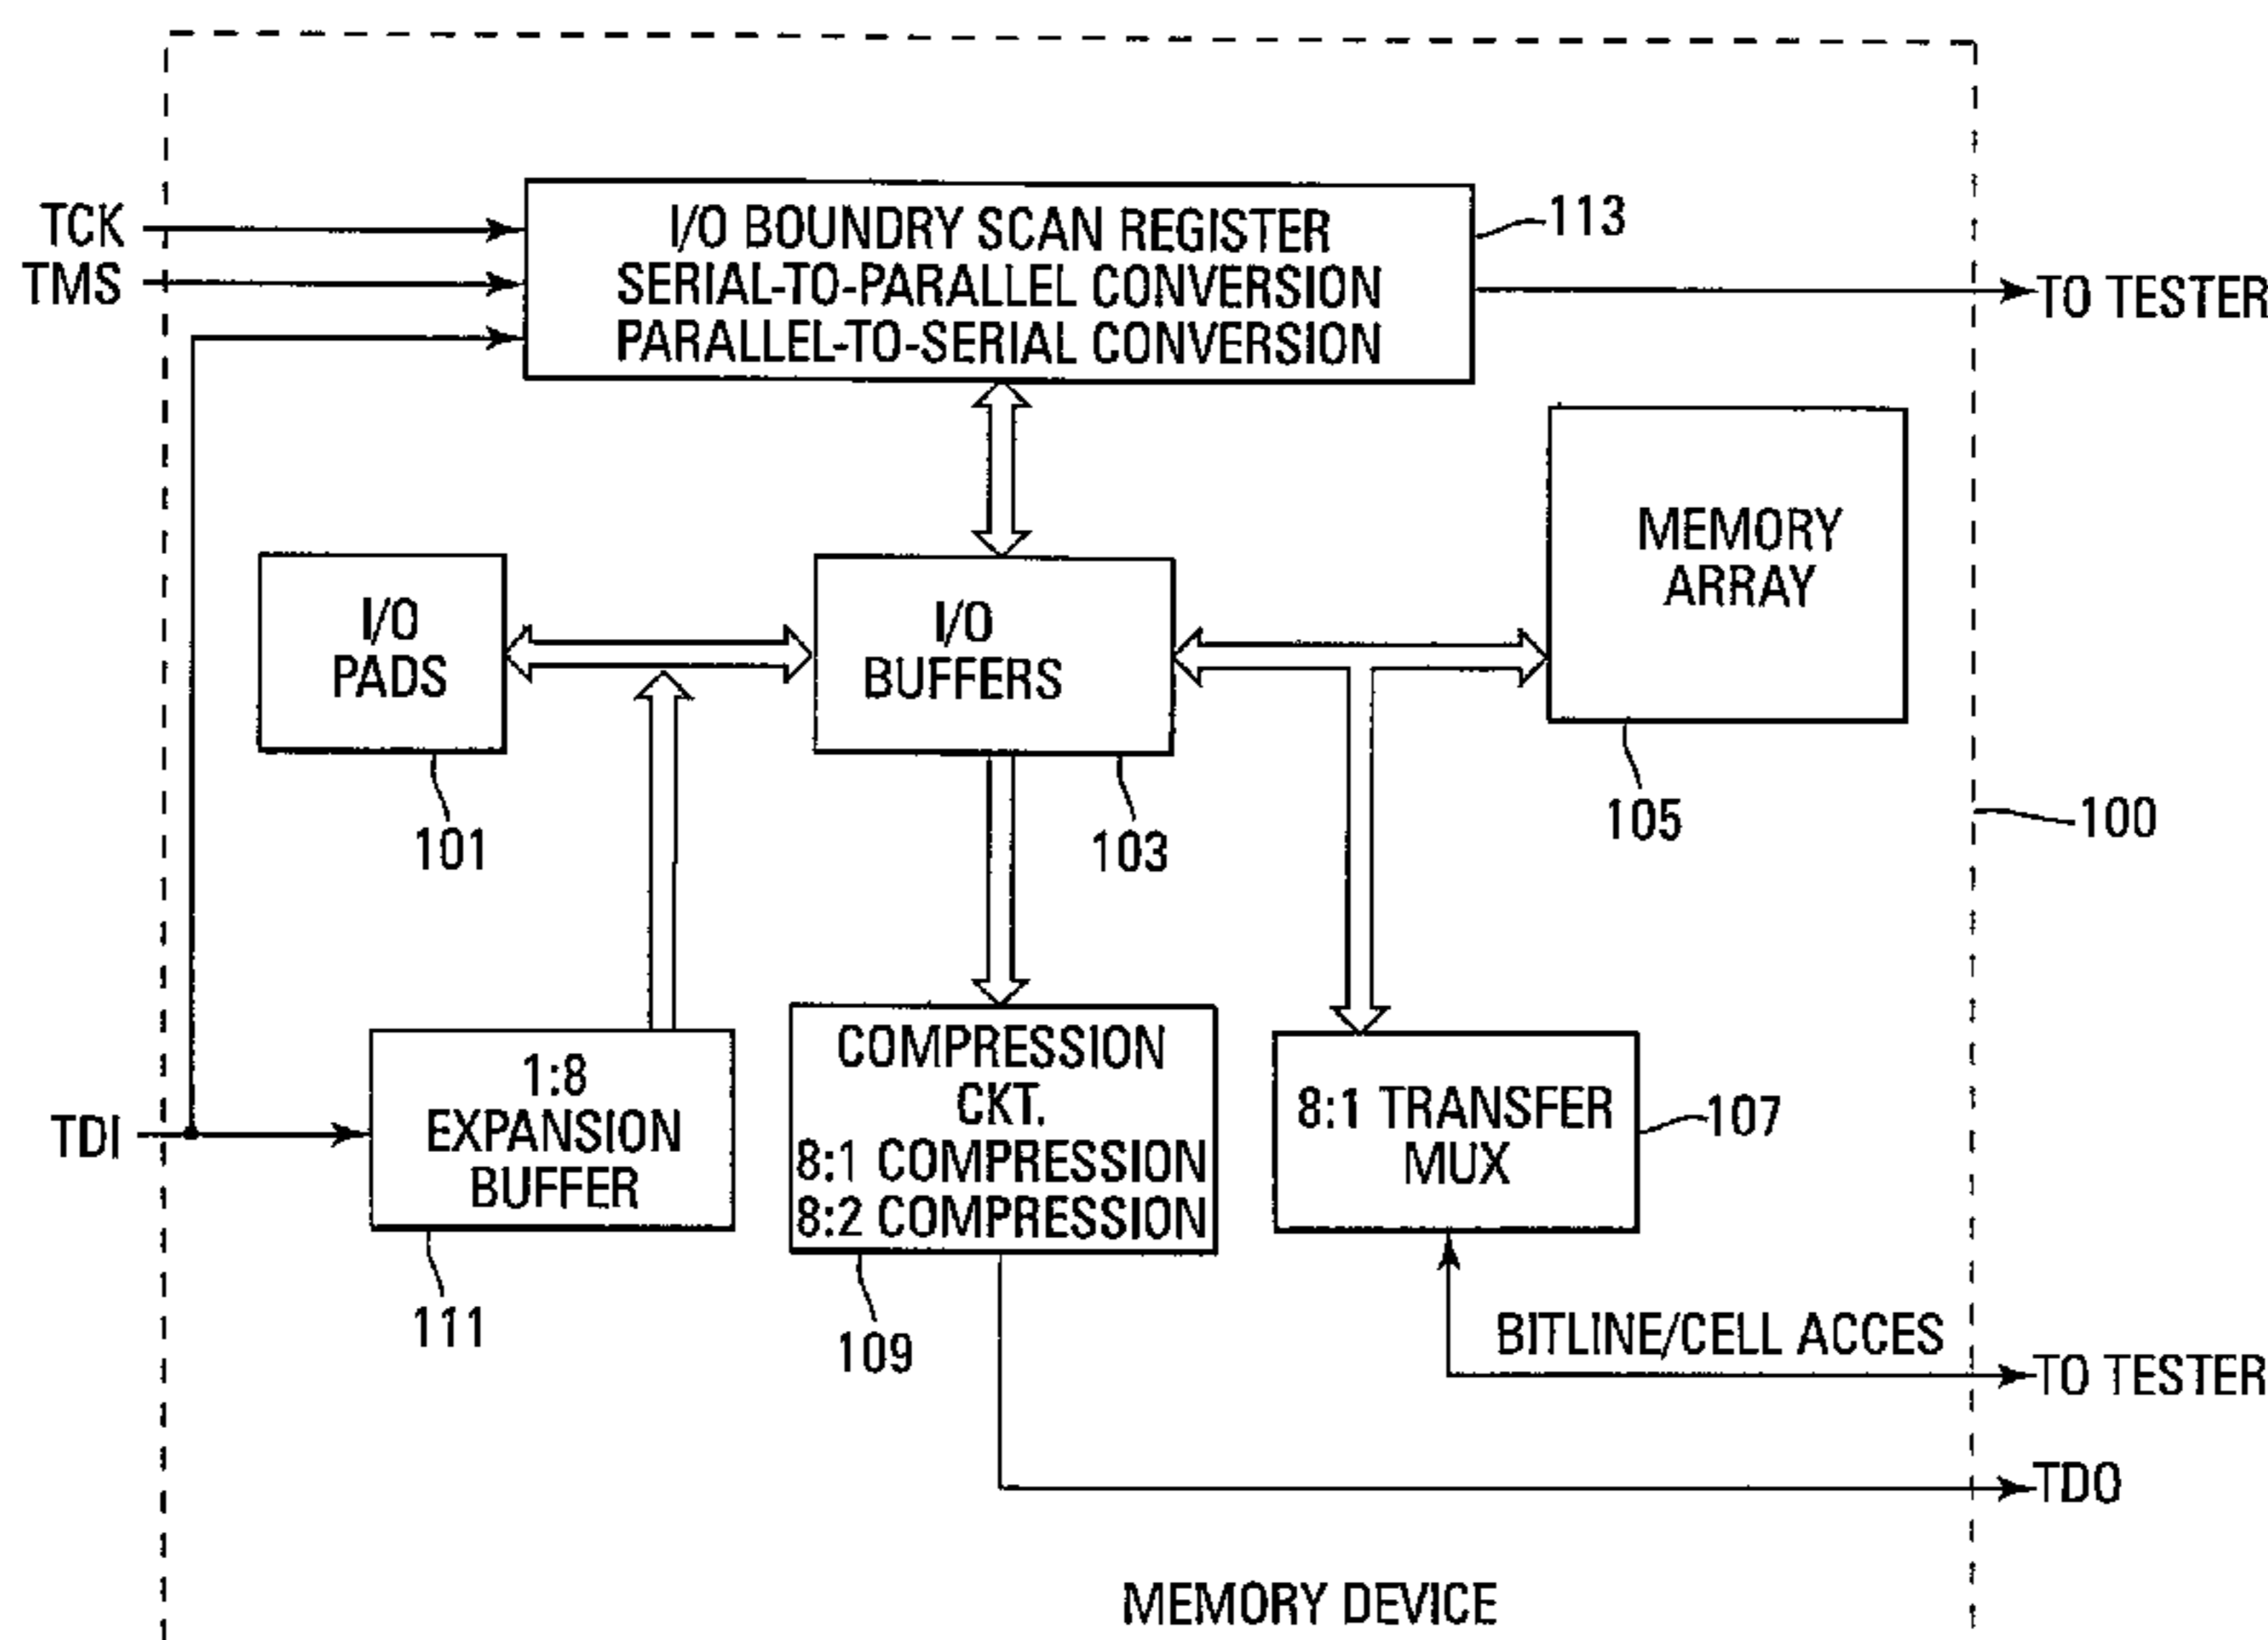 TCK
TMS
I/O BOUNDRY SCAN REGISTER
SERIAL-TO-PARALLEL CONVERSION
PARALLEL-TO-SERIAL CONVERSION
113
TO TESTER
I/O
PADS
101
I/O
BUFFERS
103
MEMORY
ARRAY
105
100
TDI
1:8
EXPANSION
BUFFER
111
COMPRESSION
CKT.
8:1 COMPRESSION
8:2 COMPRESSION
109
8:1 TRANSFER
MUX
107
BITLINE/CELL ACCES
TO TESTER
TDO
MEMORY DEVICE